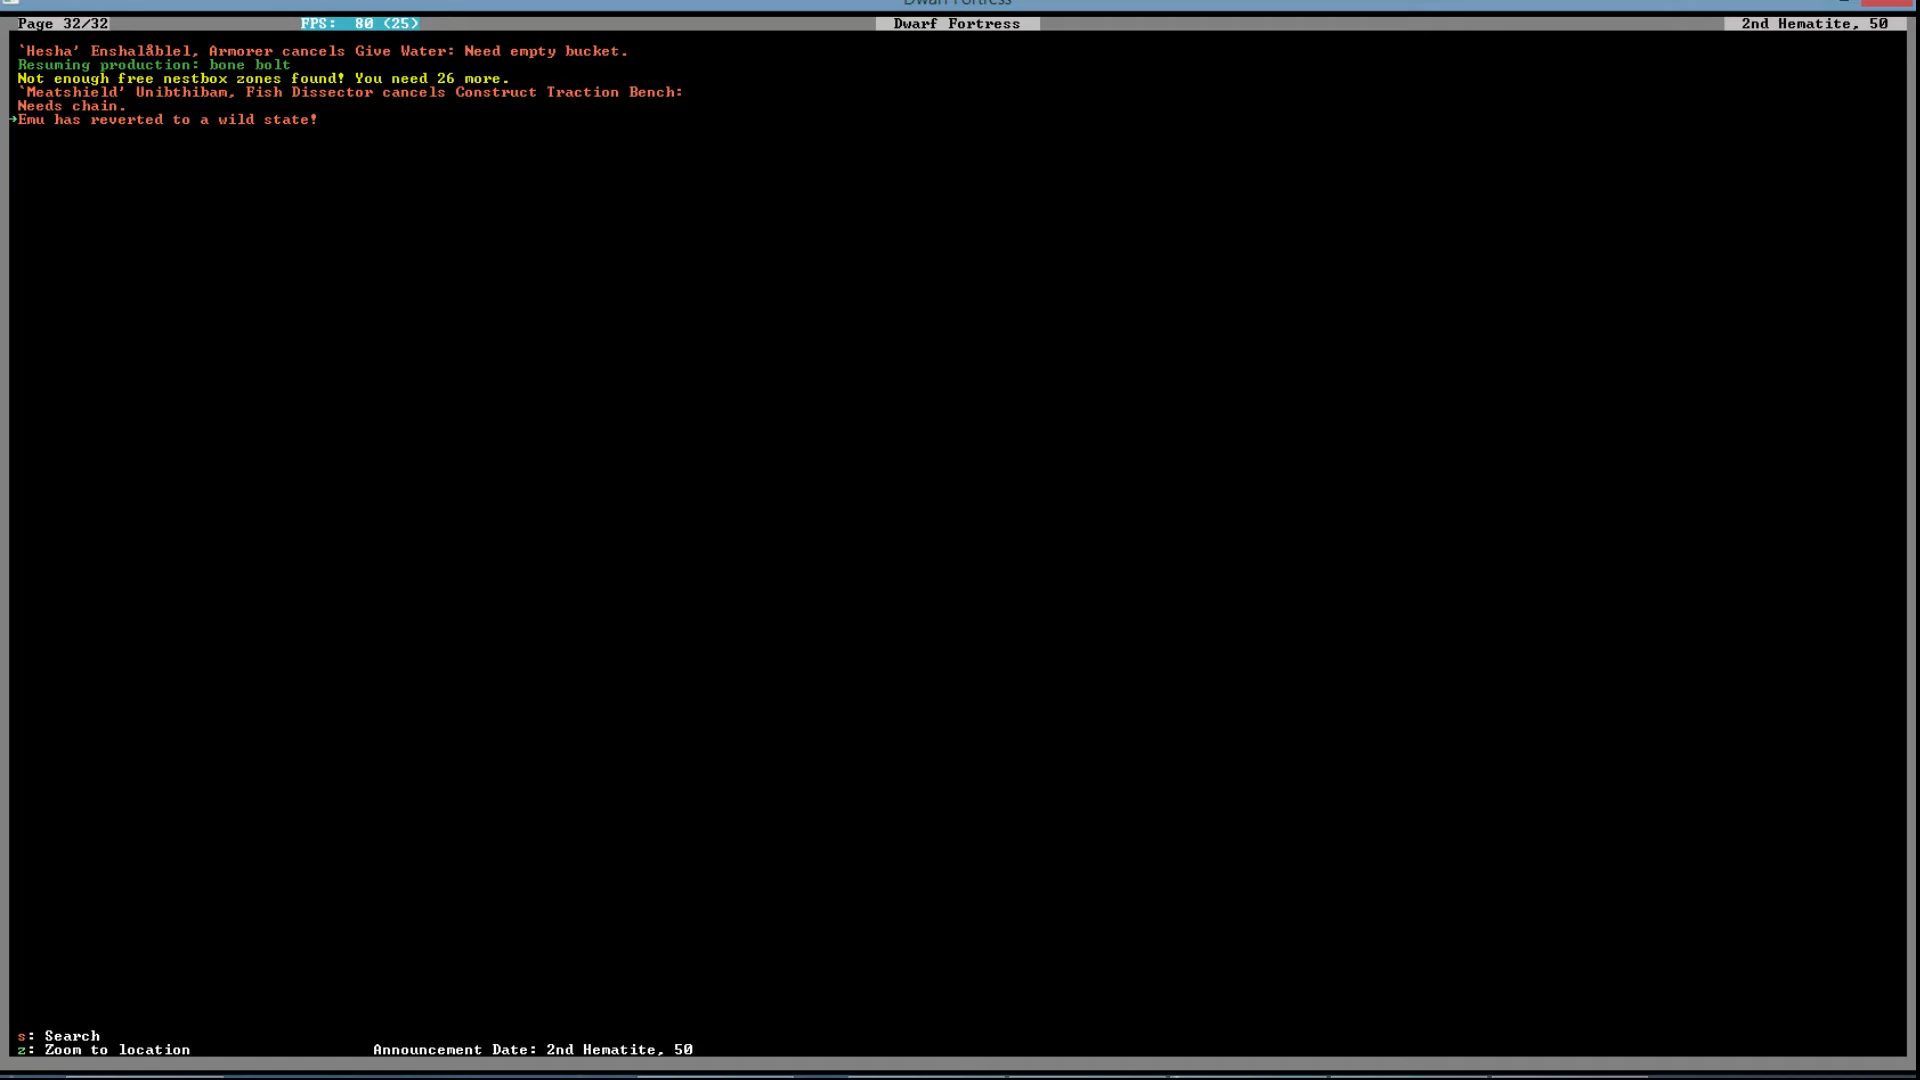 Dwarf Fortress
Page 32/32 FPS: 80 (25) Dwarf Fortress 2nd Hematite, 50
`Hesha' Enshalåblel, Armorer cancels Give Water: Need empty bucket.
Resuming production: bone bolt
Not enough free nestbox zones found! You need 26 more.
`Meatshield' Unibthibam, Fish Dissector cancels Construct Traction Bench:
Needs chain.
Emu has reverted to a wild state!
s: Search
z: Zoom to location Announcement Date: 2nd Hematite, 50